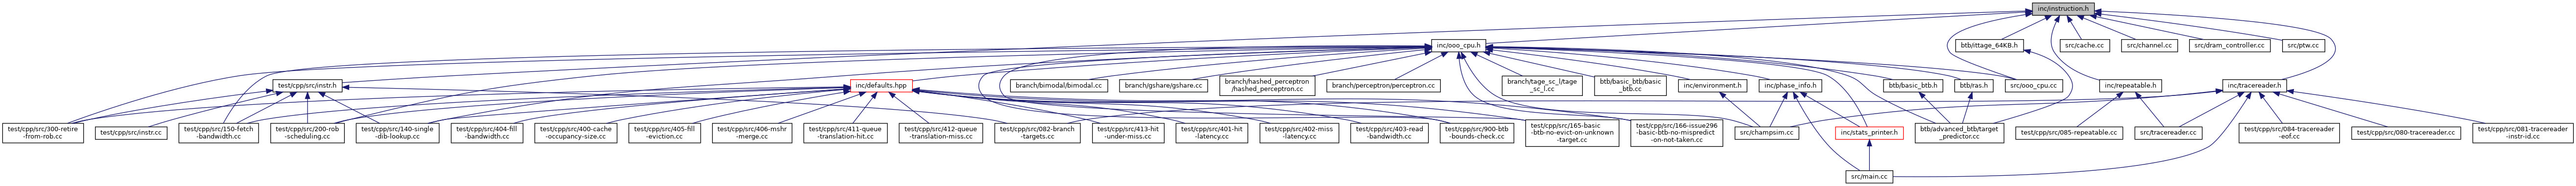 inc/instruction.h
inc/ooo_cpu.h
btb/ittage_64KB.h
src/cache.cc
src/channel.cc
src/dram_controller.cc
src/ptw.cc
test/cpp/src/instr.h
inc/defaults.hpp
branch/bimodal/bimodal.cc
branch/gshare/gshare.cc
branch/hashed_perceptron
/hashed_perceptron.cc
branch/perceptron/perceptron.cc
branch/tage_sc_l/tage
_sc_l.cc
btb/basic_btb/basic
_btb.cc
inc/environment.h
inc/phase_info.h
btb/basic_btb.h
btb/ras.h
src/ooo_cpu.cc
inc/repeatable.h
inc/tracereader.h
test/cpp/src/300-retire
-from-rob.cc
test/cpp/src/instr.cc
test/cpp/src/150-fetch
-bandwidth.cc
test/cpp/src/200-rob
-scheduling.cc
test/cpp/src/140-single
-dib-lookup.cc
test/cpp/src/404-fill
-bandwidth.cc
test/cpp/src/400-cache
-occupancy-size.cc
test/cpp/src/405-fill
-eviction.cc
test/cpp/src/406-mshr
-merge.cc
test/cpp/src/411-queue
-translation-hit.cc
test/cpp/src/412-queue
-translation-miss.cc
test/cpp/src/082-branch
-targets.cc
test/cpp/src/413-hit
-under-miss.cc
test/cpp/src/401-hit
-latency.cc
test/cpp/src/402-miss
-latency.cc
test/cpp/src/403-read
-bandwidth.cc
test/cpp/src/900-btb
-bounds-check.cc
test/cpp/src/165-basic
-btb-no-evict-on-unknown
-target.cc
test/cpp/src/166-issue296
-basic-btb-no-mispredict
-on-not-taken.cc
src/champsim.cc
inc/stats_printer.h
btb/advanced_btb/target
_predictor.cc
test/cpp/src/085-repeatable.cc
src/tracereader.cc
test/cpp/src/084-tracereader
-eof.cc
test/cpp/src/080-tracereader.cc
test/cpp/src/081-tracereader
-instr-id.cc
src/main.cc